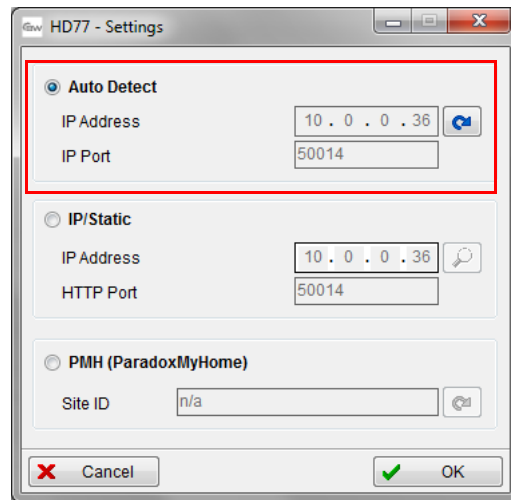 HD77 - Settings
Auto Detect
IP Address 10 . 0 . 0 . 36
IP Port 50014
IP/Static
IP Address 10 . 0 . 0 . 36
HTTP Port 50014
PMH (ParadoxMyHome)
Site ID n/a
Cancel OK